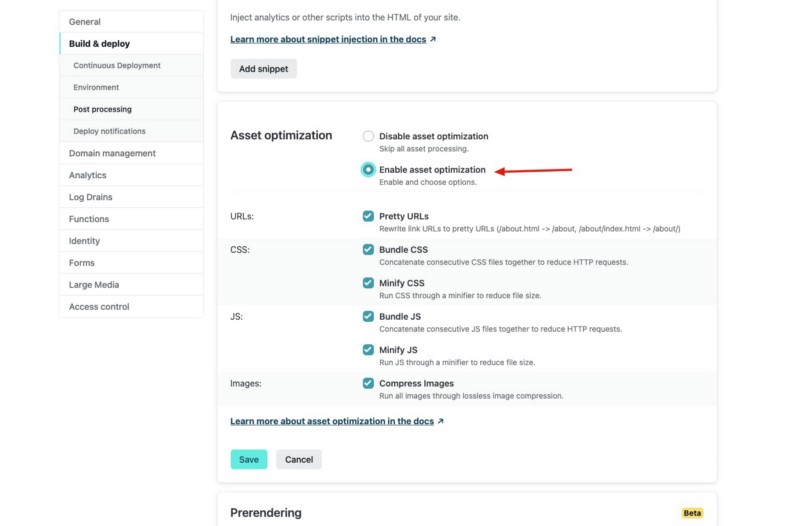 General
Build & deploy
Continuous Deployment
Environment
Post processing
Deploy notifications
Domain management
Analytics
Log Drains
Functions
Identity
Forms
Large Media
Access control
Inject analytics or other scripts into the HTML of your site.
Learn more about snippet injection in the docs ↗
Add snippet
Asset optimization
Disable asset optimization
Skip all asset processing.
Enable asset optimization
Enable and choose options.
URLs:
Pretty URLs
Rewrite link URLs to pretty URLs (/about.html -> /about, /about/index.html -> /about/)
CSS:
Bundle CSS
Concatenate consecutive CSS files together to reduce HTTP requests.
Minify CSS
Run CSS through a minifier to reduce file size.
JS:
Bundle JS
Concatenate consecutive JS files together to reduce HTTP requests.
Minify JS
Run JS through a minifier to reduce file size.
Images:
Compress Images
Run all images through lossless image compression.
Learn more about asset optimization in the docs ↗
Save
Cancel
Prerendering
Beta